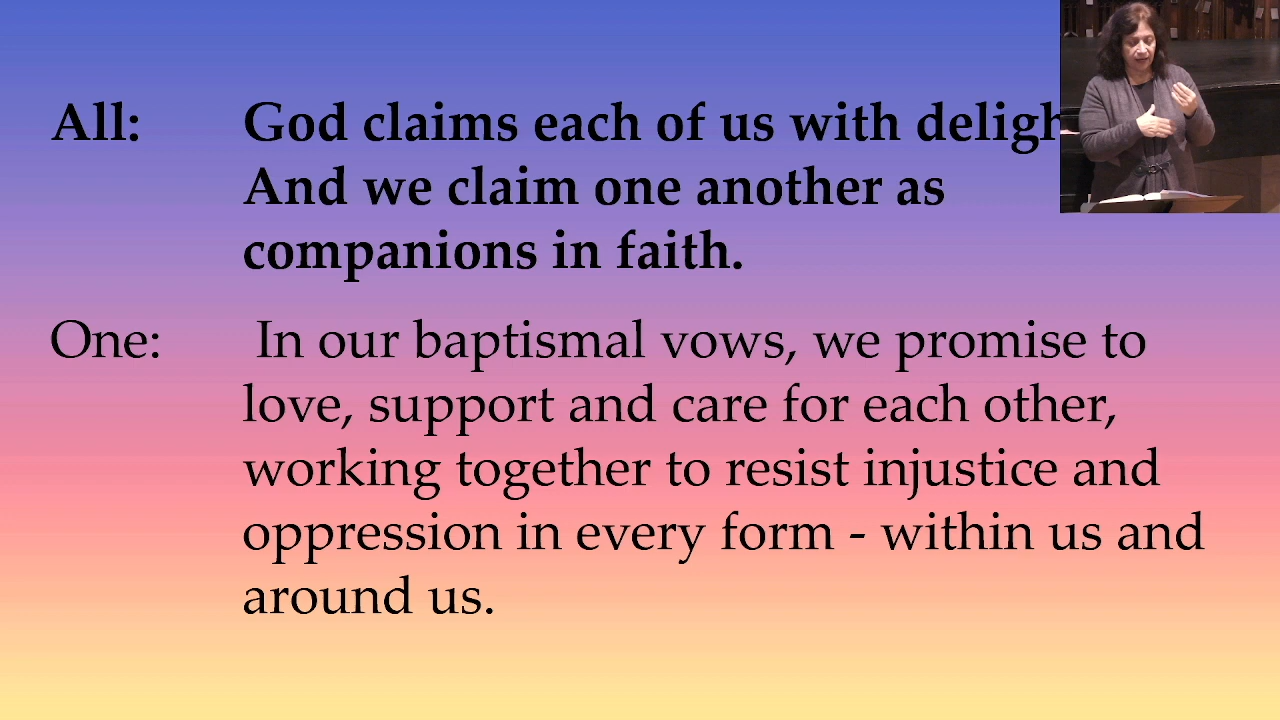 All: God claims each of us with
And we claim one another as
companions in faith.
One: In our baptismal vows, we promise to
love, support and care for each other,
working together to resist injustice and
oppression in every form - within us and
around us.